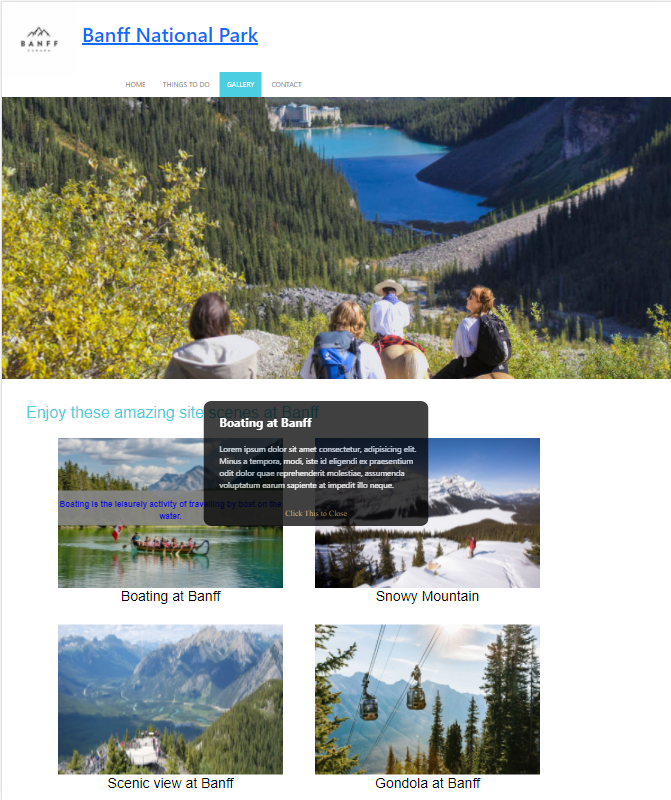 BANFF
CANADA
Banff National Park
HOME THINGS TO DO GALLERY CONTACT
Enjoy these amazing site scenes at Banff
Boating at Banff
Lorem ipsum dolor sit amet consectetur, adipisicing elit.
Minus a tempora, modi, iste id eligendi ex praesentium
odit dolor quae reprehenderit molestiae, assumenda
voluptatum earum sapiente at impedit illo neque.
Click This to Close
Boating is the leisurely activity of travelling by boat on the
water.
Boating at Banff
Snowy Mountain
Scenic view at Banff
Gondola at Banff